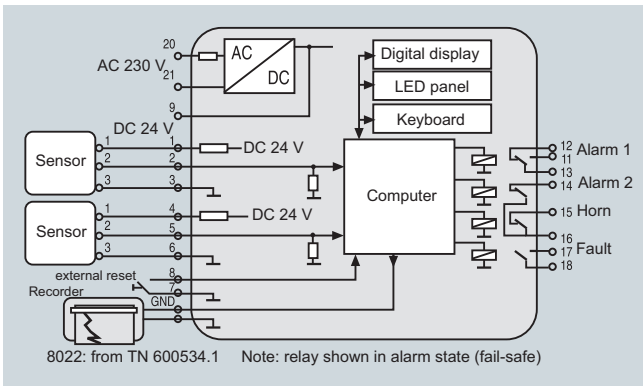 20
AC 230 V
21
AC
DC
9
DC 24 V
Digital display
LED panel
Keyboard
Sensor
1
1
DC 24 V
2
2
3
3
Computer
12
Alarm 1
11
13
14
Alarm 2
15
Horn
16
17
Fault
18
Sensor
1
4
DC 24 V
2
5
3
6
external reset
8
7
Recorder
GND
8022: from TN 600534.1
Note: relay shown in alarm state (fail-safe)